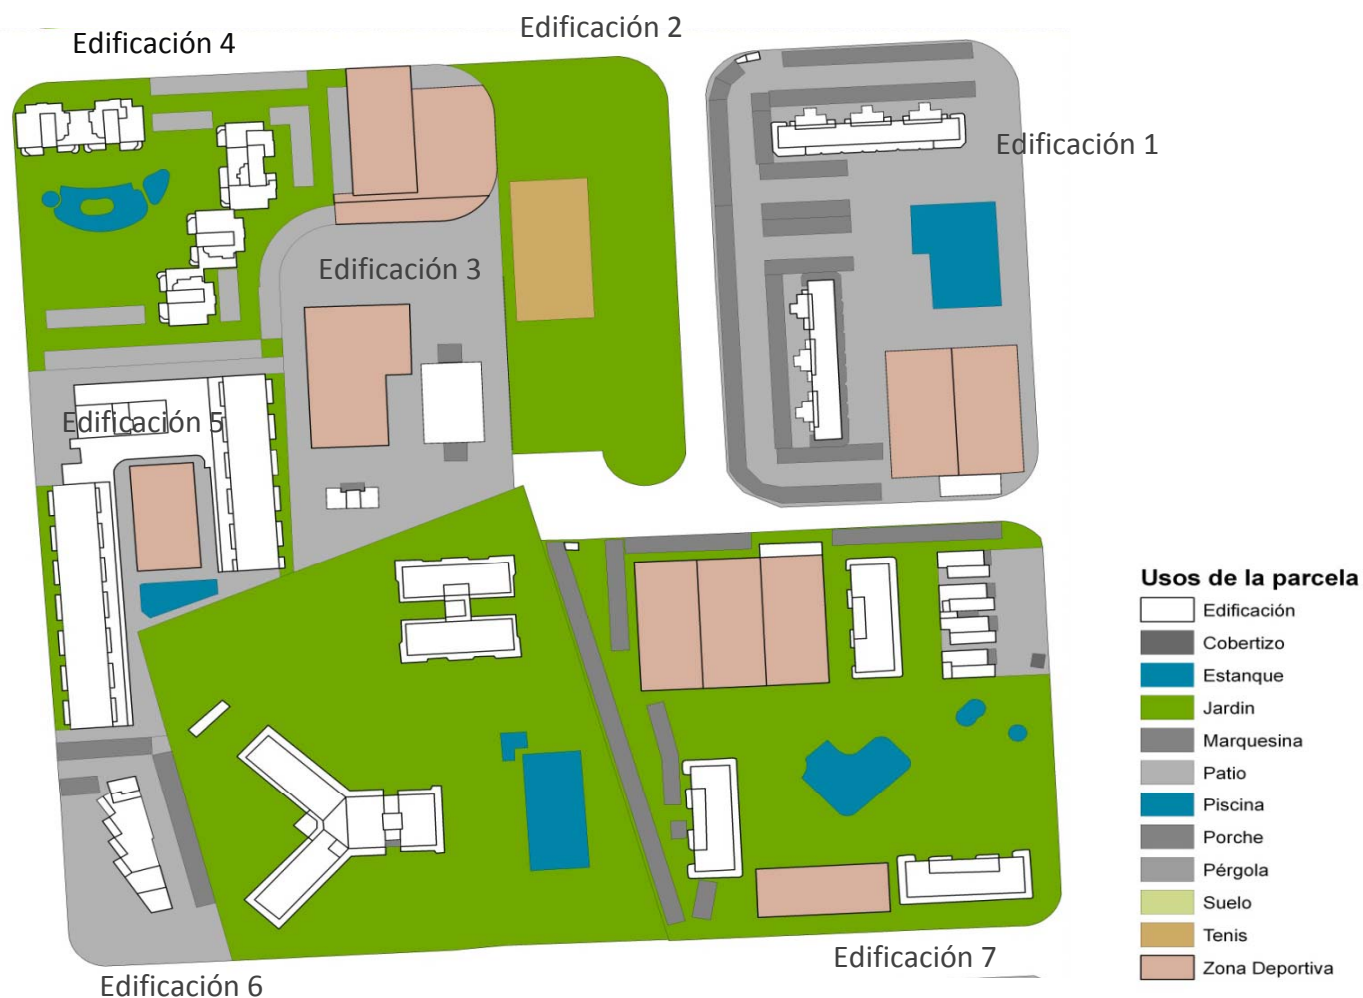 Edificación 2
Edificación 4
Edificación 1
Edificación 3
Edificación 5
Edificación 7
Edificación 6
Usos de la parcela
Edificación
Cobertizo
Estanque
Jardin
Marquesina
Patio
Piscina
Porche
Pérgola
Suelo
Tenis
Zona Deportiva